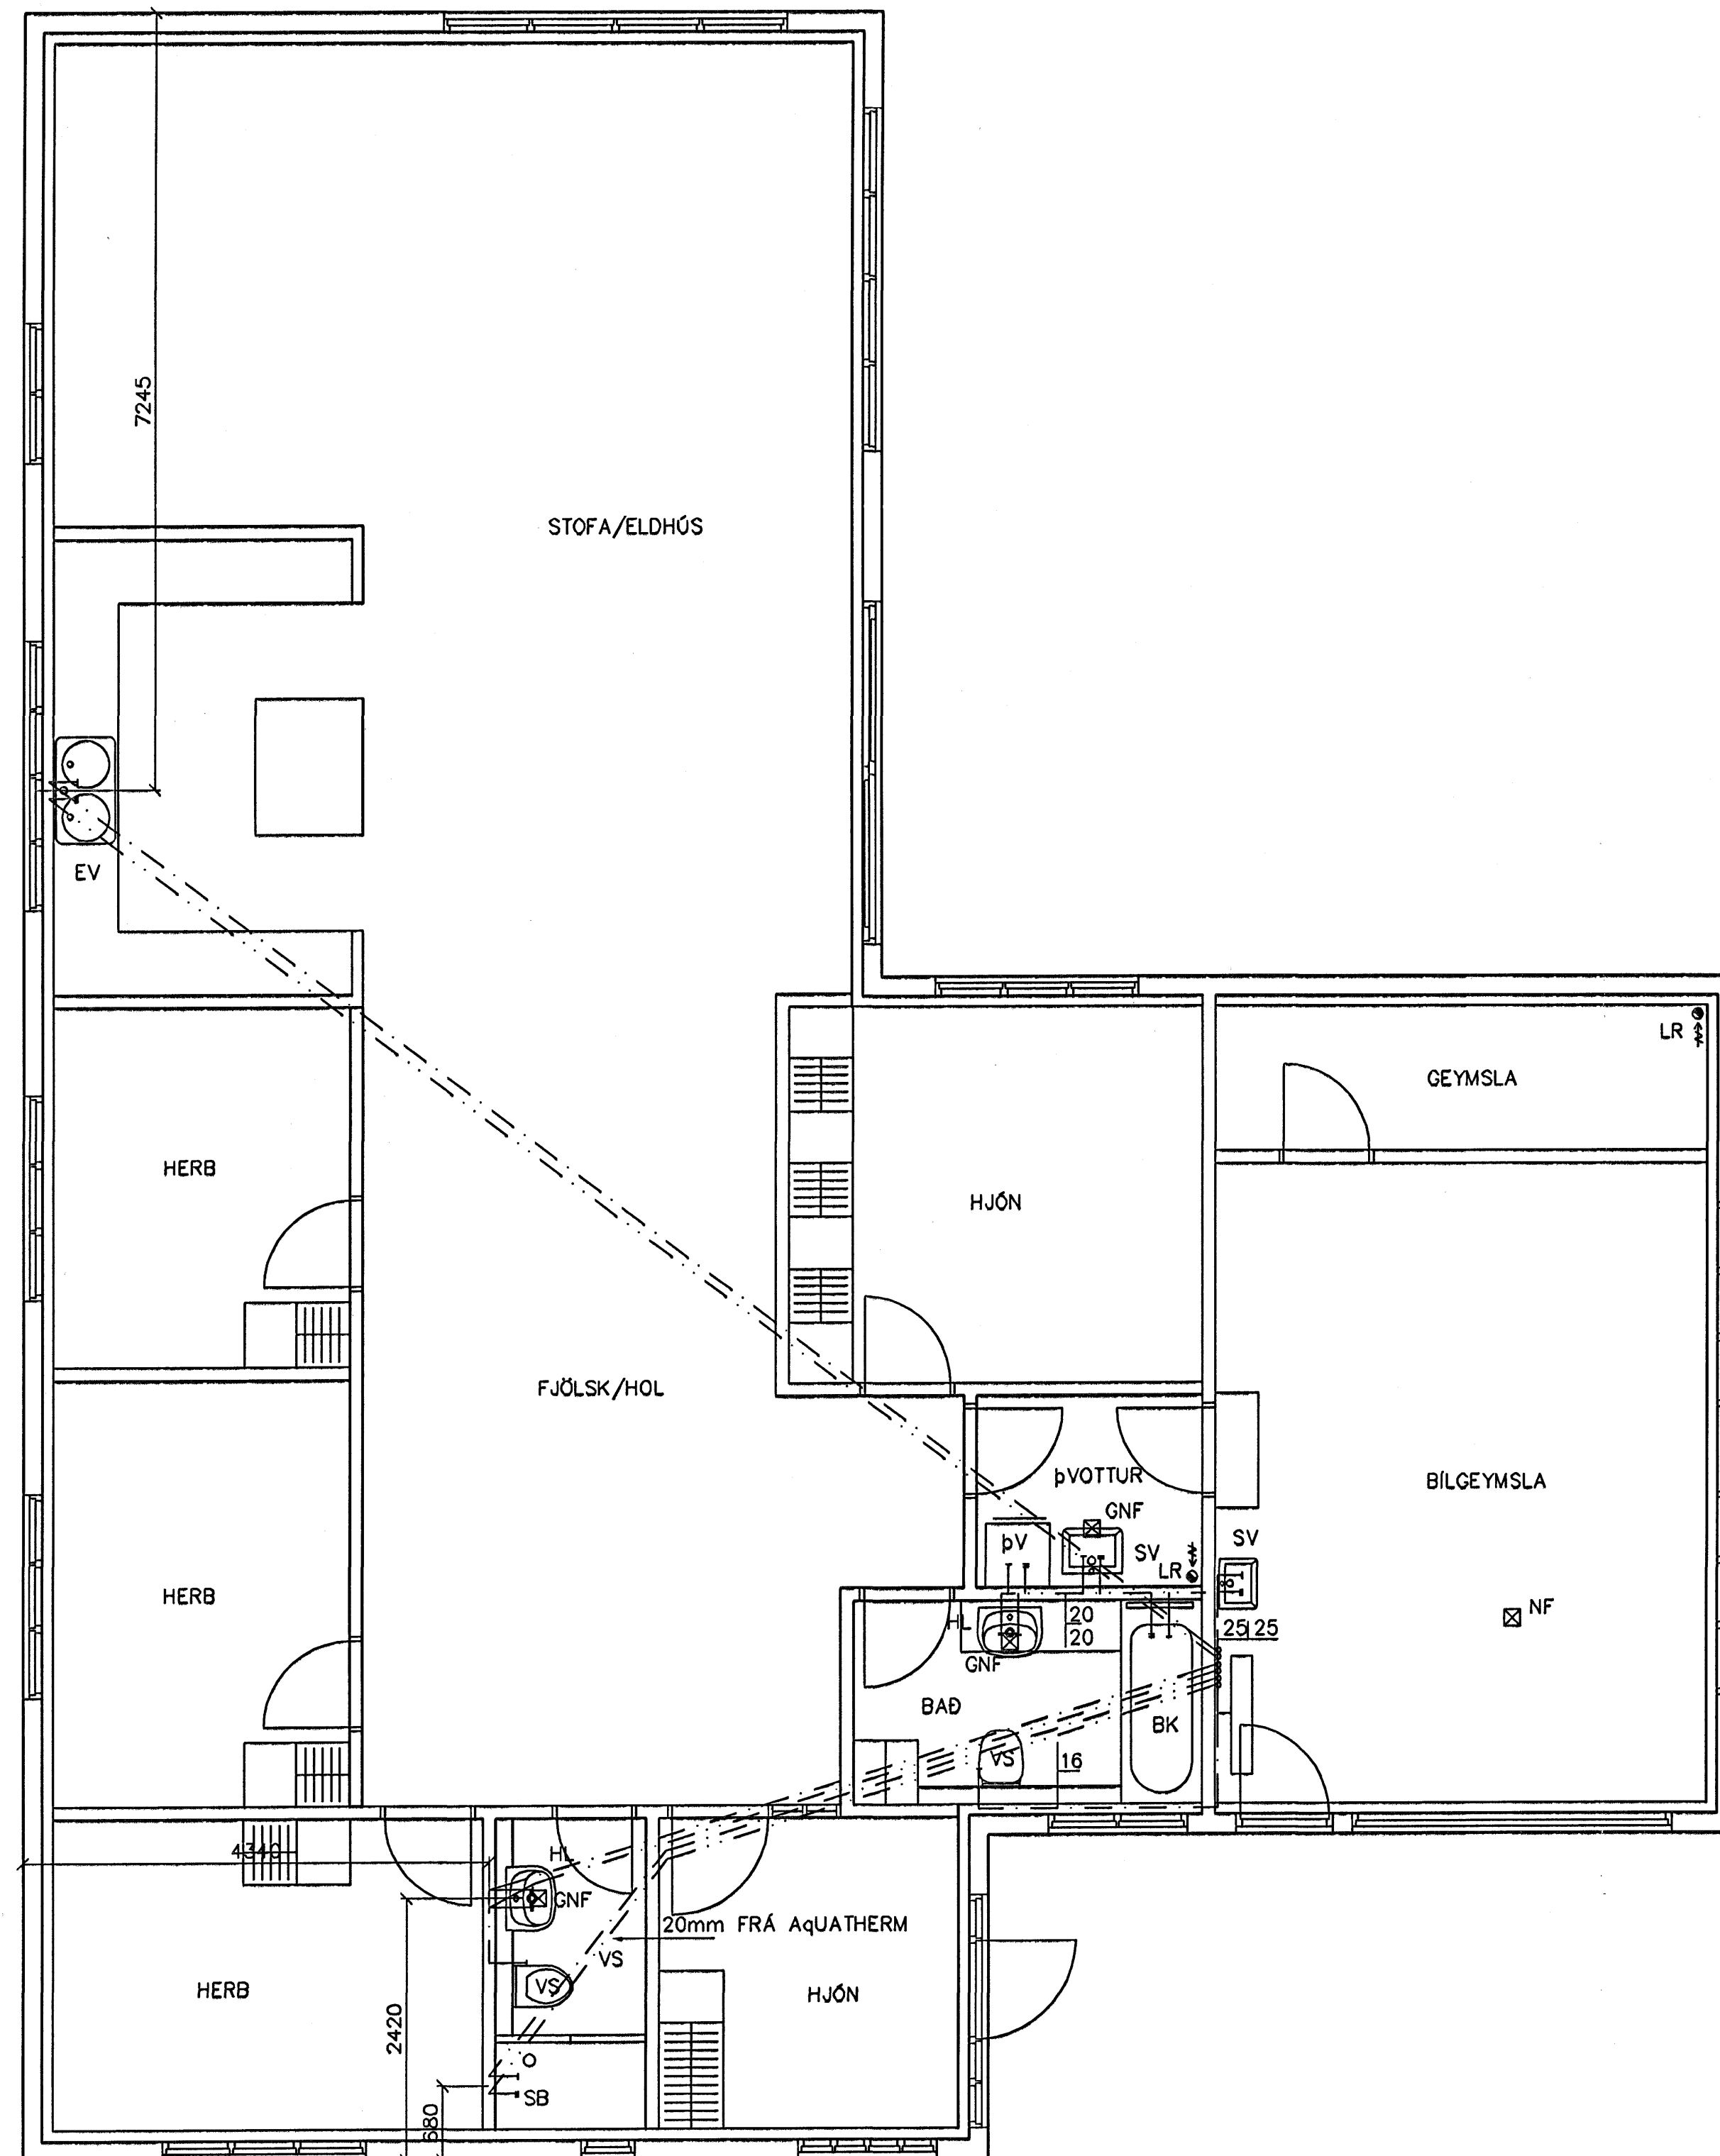 7245
STOFA/ELDHÚS
EV
LR
GEYMSLA
HERB
HJÓN
FJÖLSK/HOL
ÞVOTTUR
BÍLGEYMSLA
GNF
ÞV
SV
SV
LR
HERB
NF
HL
20
20
25 25
GNF
BAÐ
BK
VS
16
4340
HL
GNF
20mm FRÁ AqUATHERM
VS
VS
HERB
HJÓN
2420
SB
680